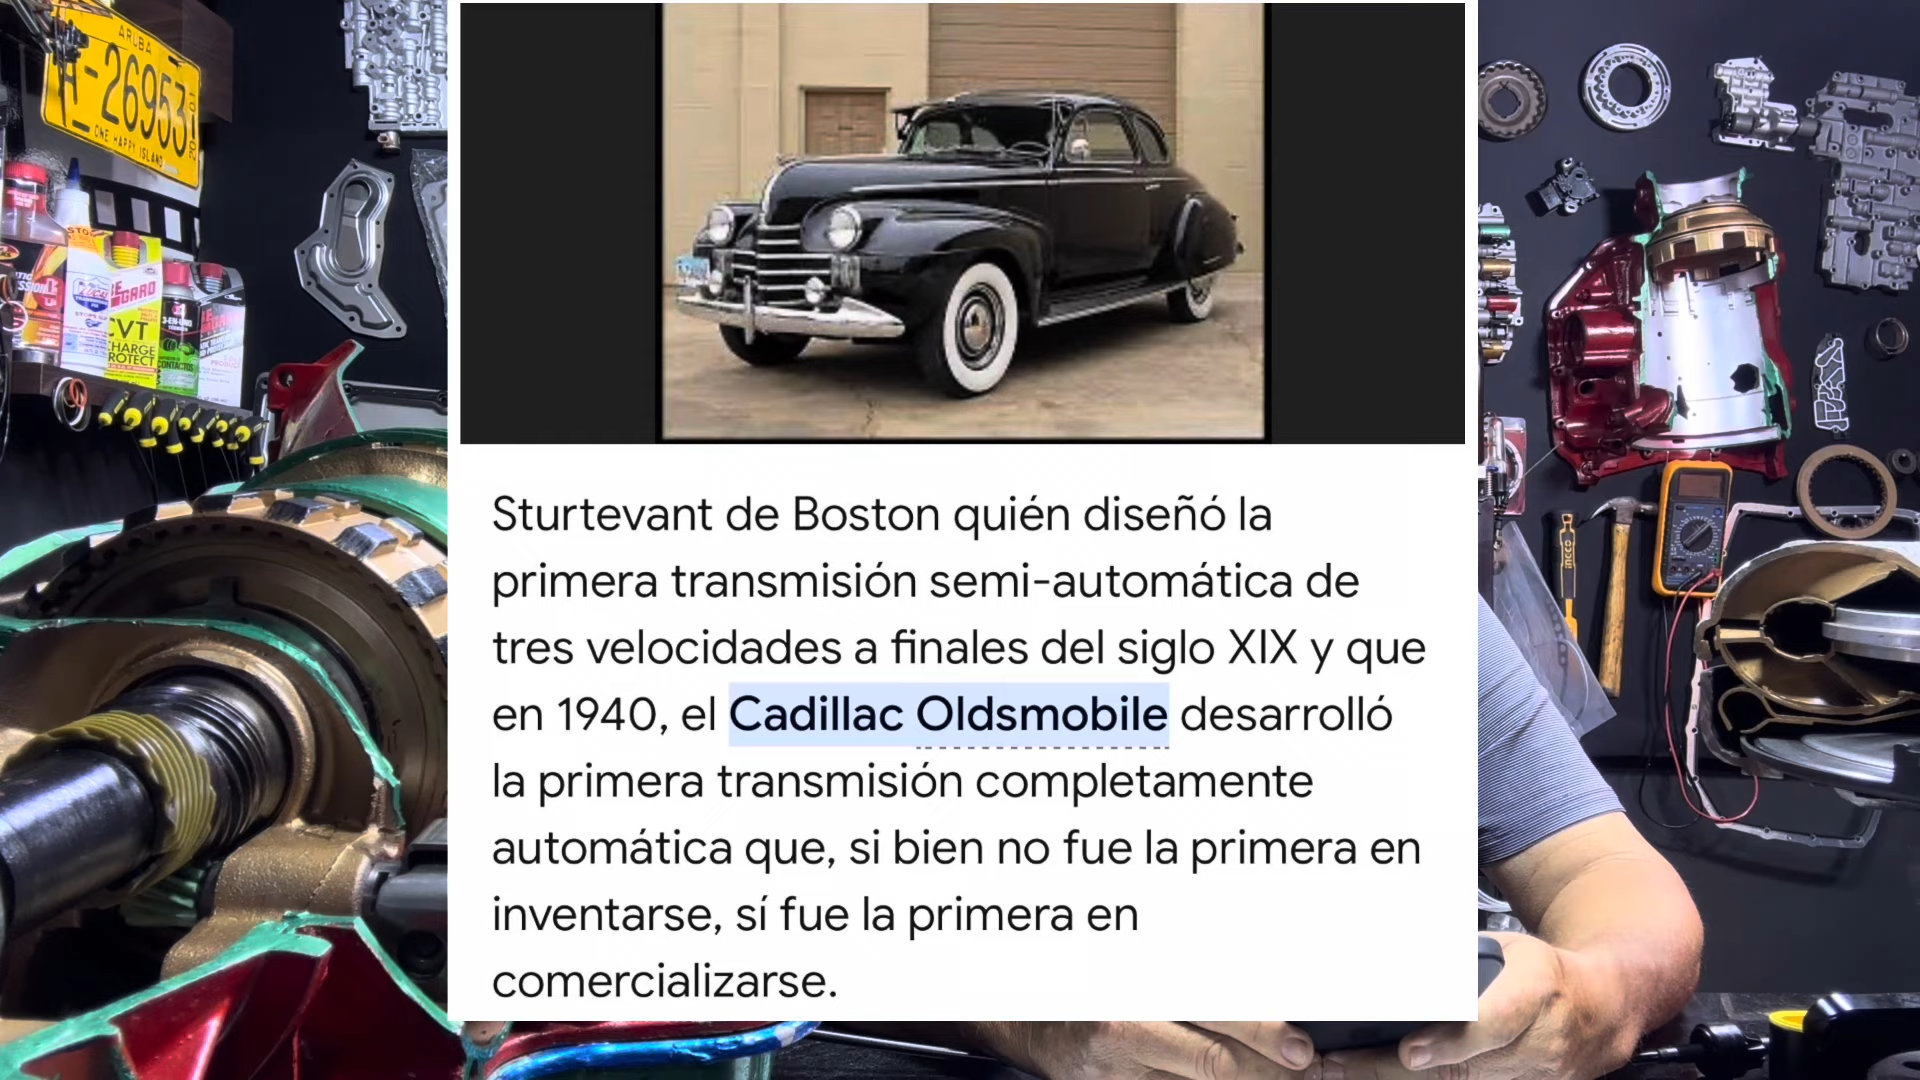 ARUBA
-26953
ONE HAPPY ISLAND
CVT
Sturtevant de Boston quién diseñó la
primera transmisión semi-automática de
tres velocidades a finales del siglo XIX y que
en 1940, el Cadillac Oldsmobile desarrolló
la primera transmisión completamente
automática que, si bien no fue la primera en
inventarse, sí fue la primera en
comercializarse.